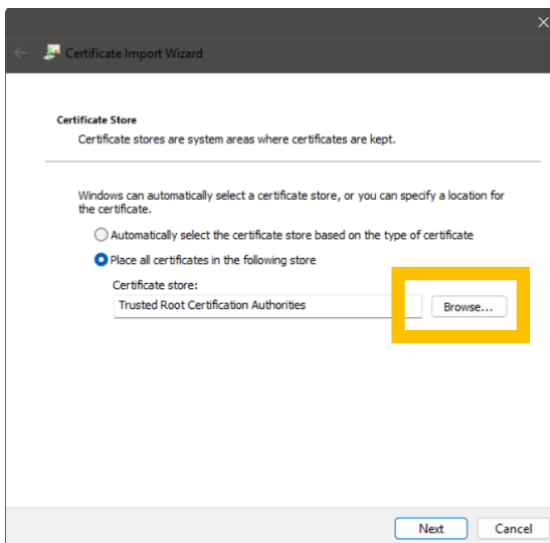 Certificate Import Wizard
Certificate Store
Certificate stores are system areas where certificates are kept.
Windows can automatically select a certificate store, or you can specify a location for
the certificate.
Automatically select the certificate store based on the type of certificate
Place all certificates in the following store
Certificate store:
Trusted Root Certification Authorities
Browse...
Next
Cancel